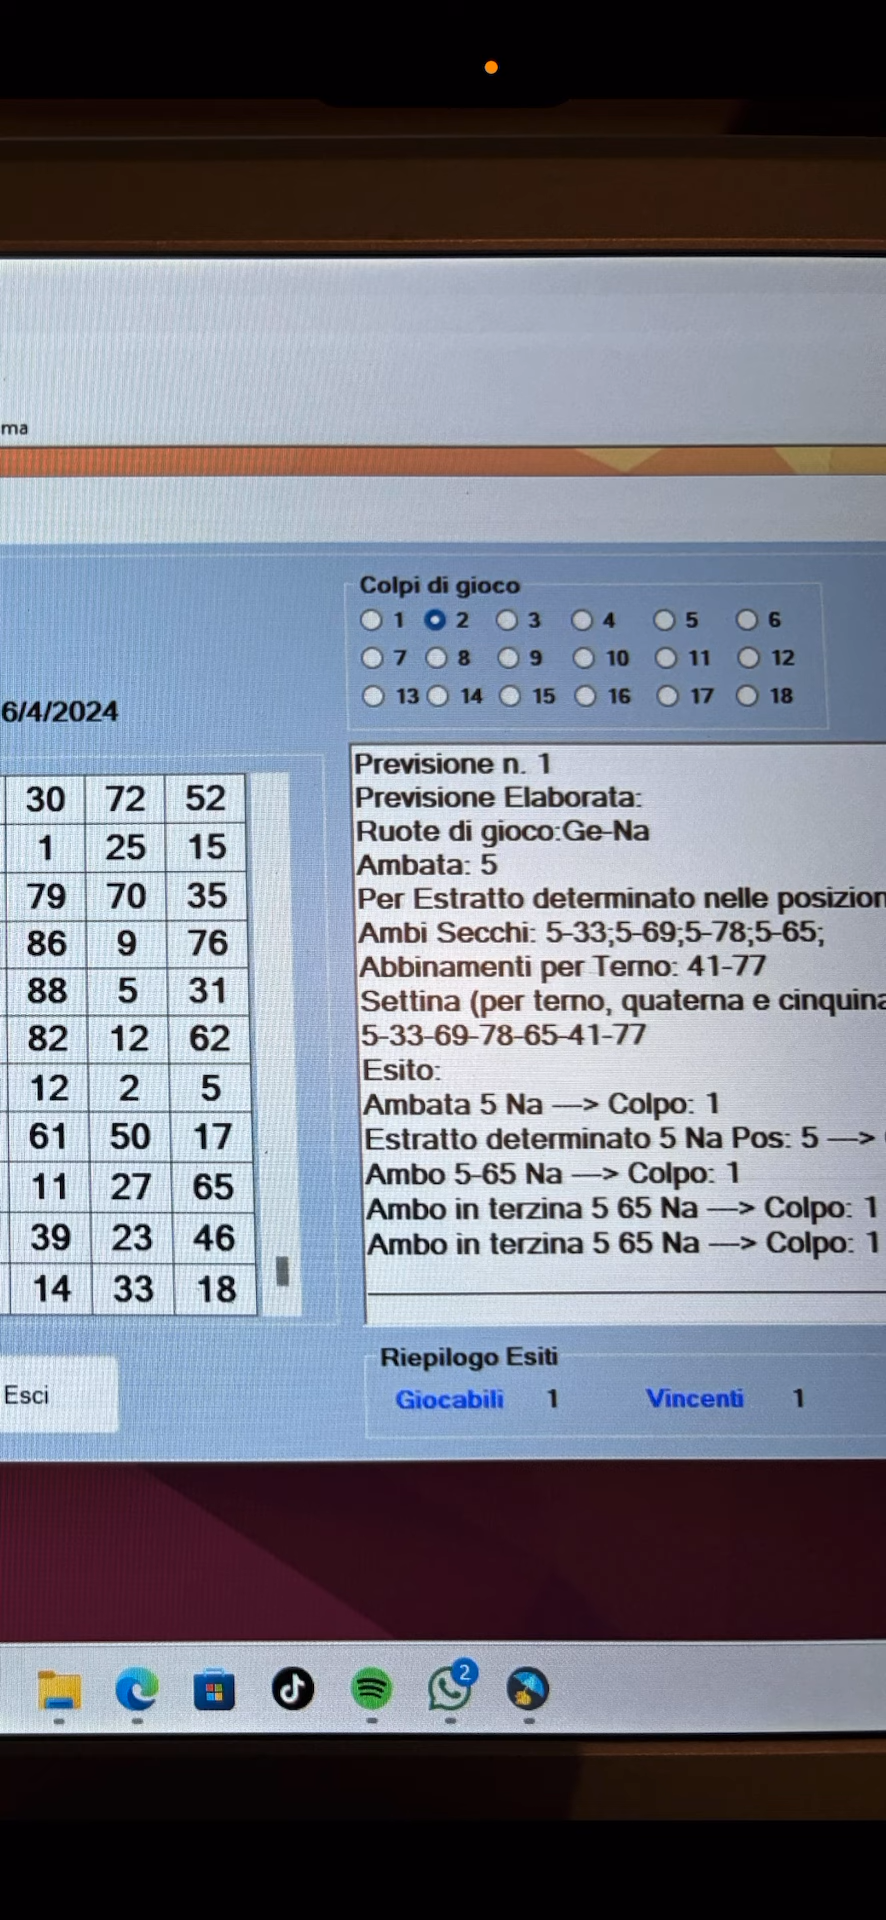 ma
Colpi di gioco
1 2 3 4 5 6
7 8 9 10 11 12
13 14 15 16 17 18
6/4/2024
30 72 52
1 25 15
79 70 35
86 9 76
88 5 31
82 12 62
12 2 5
61 50 17
11 27 65
39 23 46
14 33 18
Esci
Previsione n. 1
Previsione Elaborata:
Ruote di gioco:Ge-Na
Ambata: 5
Per Estratto determinato nelle posizion
Ambi Secchi: 5-33;5-69;5-78;5-65;
Abbinamenti per Terno: 41-77
Settina (per terno, quaterna e cinquina
5-33-69-78-65-41-77
Esito:
Ambata 5 Na —> Colpo: 1
Estratto determinato 5 Na Pos: 5 —>
Ambo 5-65 Na —> Colpo: 1
Ambo in terzina 5 65 Na —> Colpo: 1
Ambo in terzina 5 65 Na —> Colpo: 1
Riepilogo Esiti
Giocabili 1 Vincenti 1
2